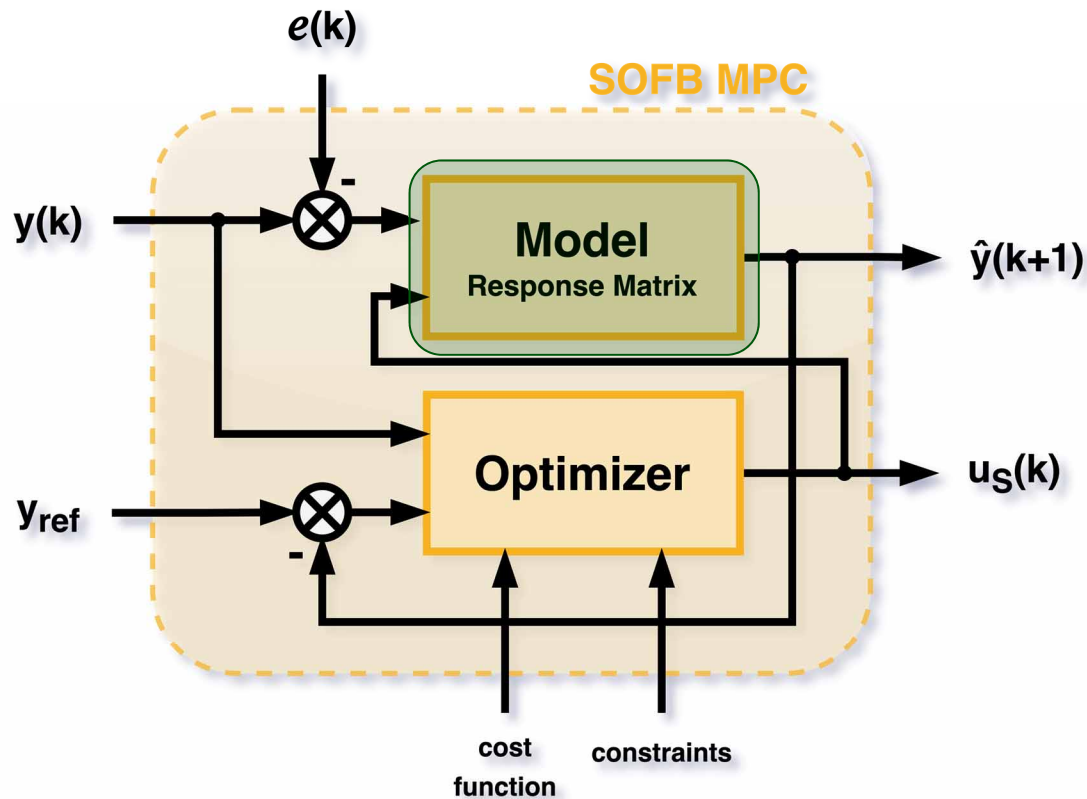 e(k)
SOFB MPC
-
y(k)
Model
Response Matrix
ŷ(k+1)
Optimizer
u_S(k)
y_ref
-
cost
function
constraints